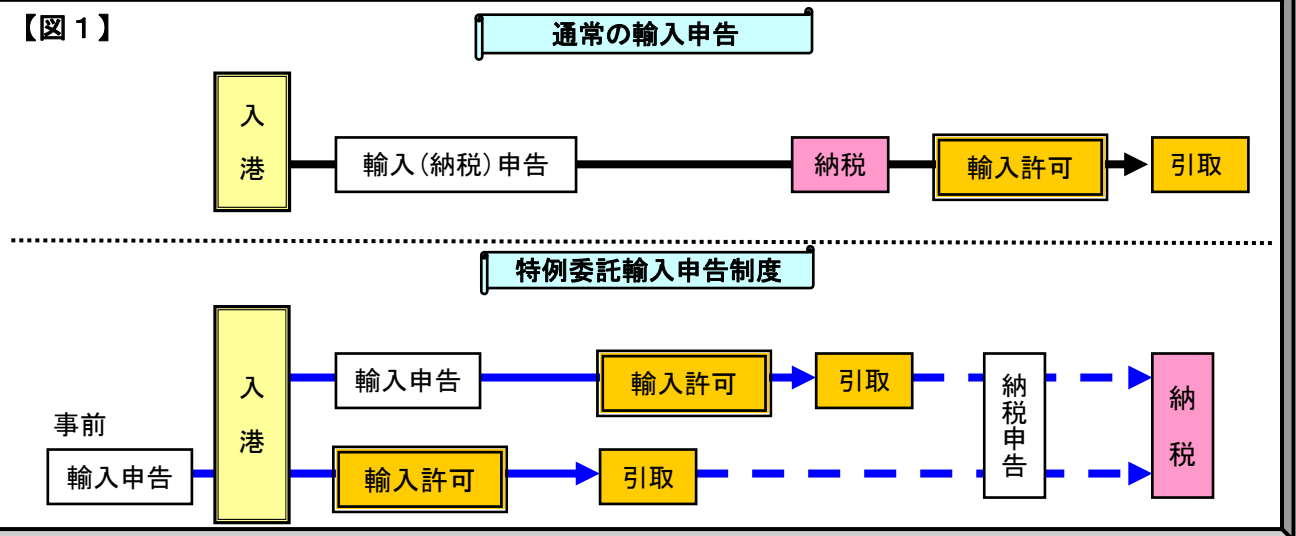 【図１】
通常の輸入申告
入港
輸入（納税）申告
納税
輸入許可
引取
特例委託輸入申告制度
入港
輸入申告
輸入許可
引取
納税申告
納税
事前
輸入申告
輸入許可
引取